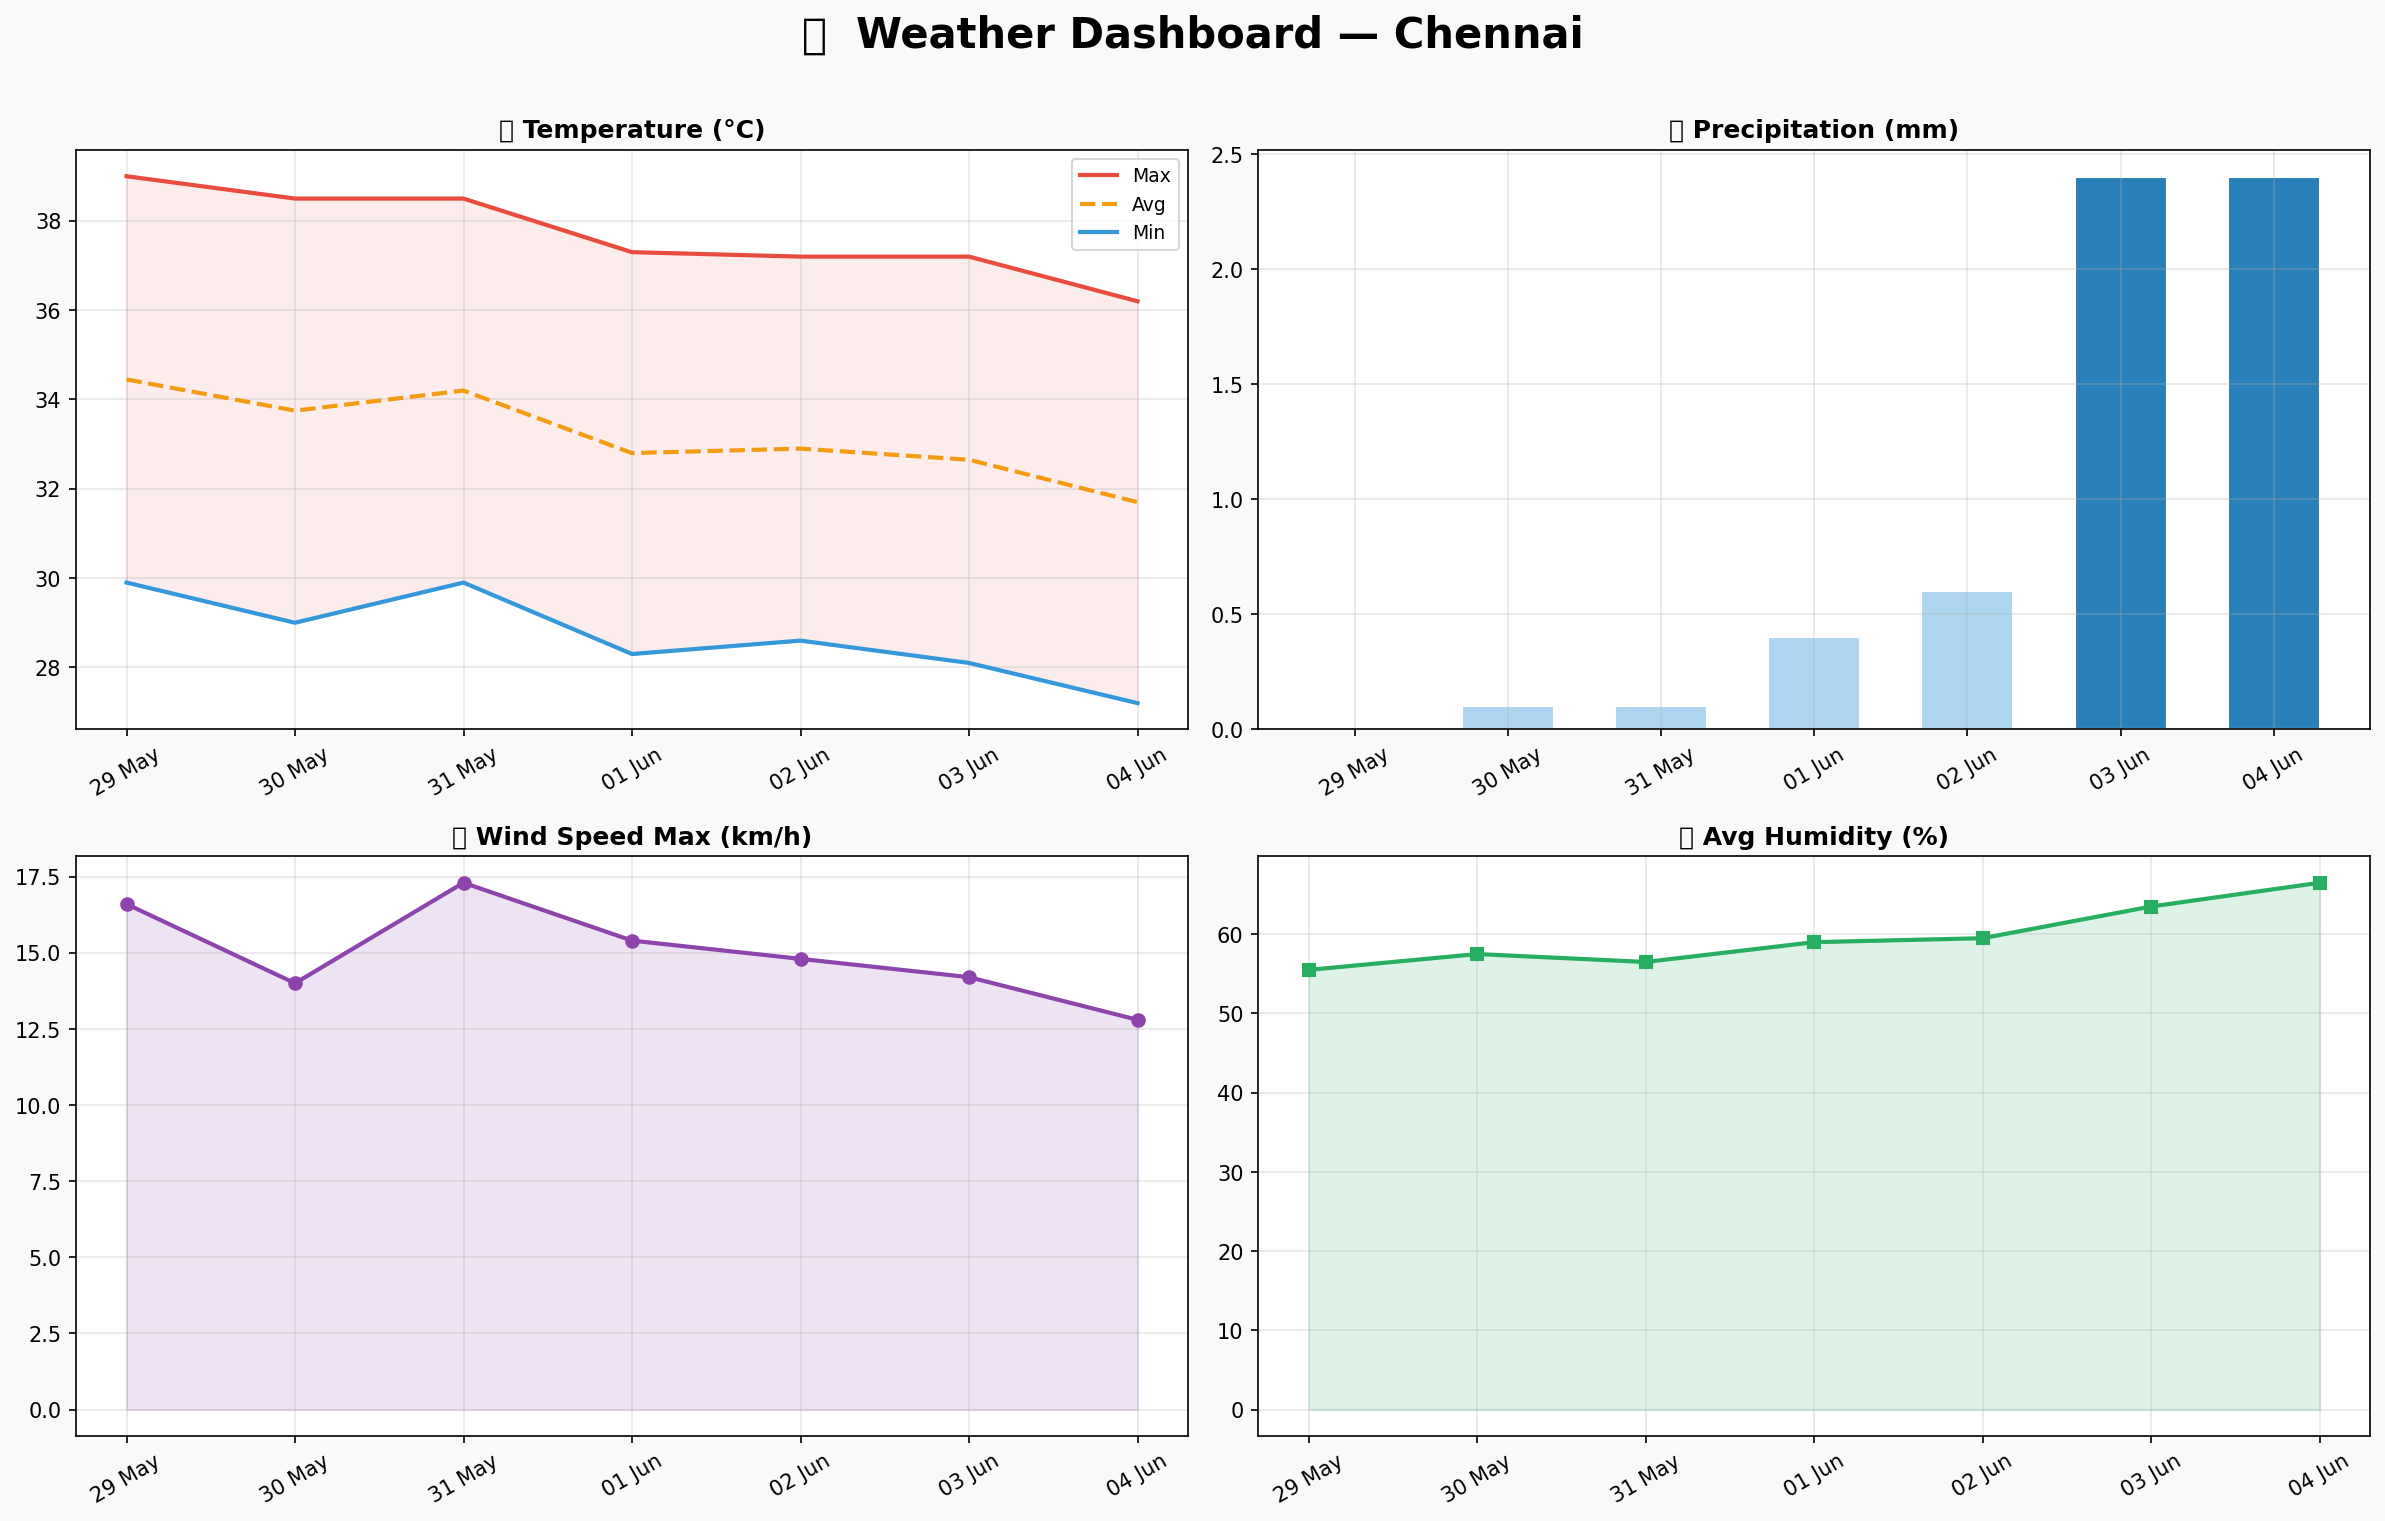 Weather Dashboard — Chennai
Temperature (°C)
38
36
34
32
30
28
Max
Avg
Min
29 May
30 May
31 May
01 Jun
02 Jun
03 Jun
04 Jun
Precipitation (mm)
2.5
2.0
1.5
1.0
0.5
0.0
29 May
30 May
31 May
01 Jun
02 Jun
03 Jun
04 Jun
Wind Speed Max (km/h)
17.5
15.0
12.5
10.0
7.5
5.0
2.5
0.0
29 May
30 May
31 May
01 Jun
02 Jun
03 Jun
04 Jun
Avg Humidity (%)
60
50
40
30
20
10
0
29 May
30 May
31 May
01 Jun
02 Jun
03 Jun
04 Jun